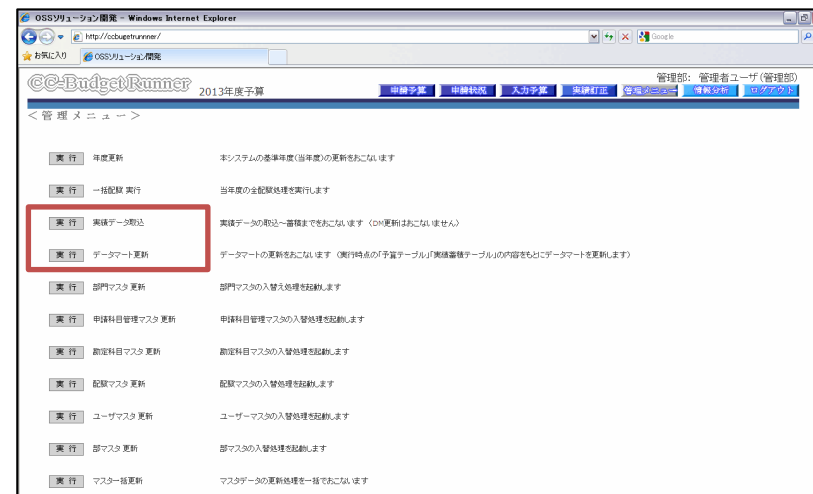 OSSソリューション開発 - Windows Internet Explorer
http://ccbugetrunnner/
Google
お気に入り OSSソリューション開発
CC-BudgetRunner 2013年度予算
管理部: 管理者ユーザ(管理部)
申請予算 申請状況 入力予算 実績訂正 管理メニュー 情報分析 ログアウト
<管理メニュー>
実 行 年度更新 本システムの基準年度(当年度)の更新をおこないます
実 行 一括配賦 実行 当年度の全配賦処理を実行します
実 行 実績データ取込 実績データの取込~蓄積までをおこないます (DM更新はおこないません)
実 行 データマート更新 データマートの更新をおこないます (実行時点の「予算テーブル」「実績蓄積テーブル」の内容をもとにデータマートを更新します)
実 行 部門マスタ 更新 部門マスタの入替え処理を起動します
実 行 申請科目管理マスタ 更新 申請科目管理マスタの入替処理を起動します
実 行 勘定科目マスタ 更新 勘定科目マスタの入替処理を起動します
実 行 配賦マスタ 更新 配賦マスタの入替処理を起動します
実 行 ユーザマスタ 更新 ユーザーマスタの入替処理を起動します
実 行 部マスタ 更新 部マスタの入替処理を起動します
実 行 マスター括更新 マスタデータの更新処理を一括でおこないます